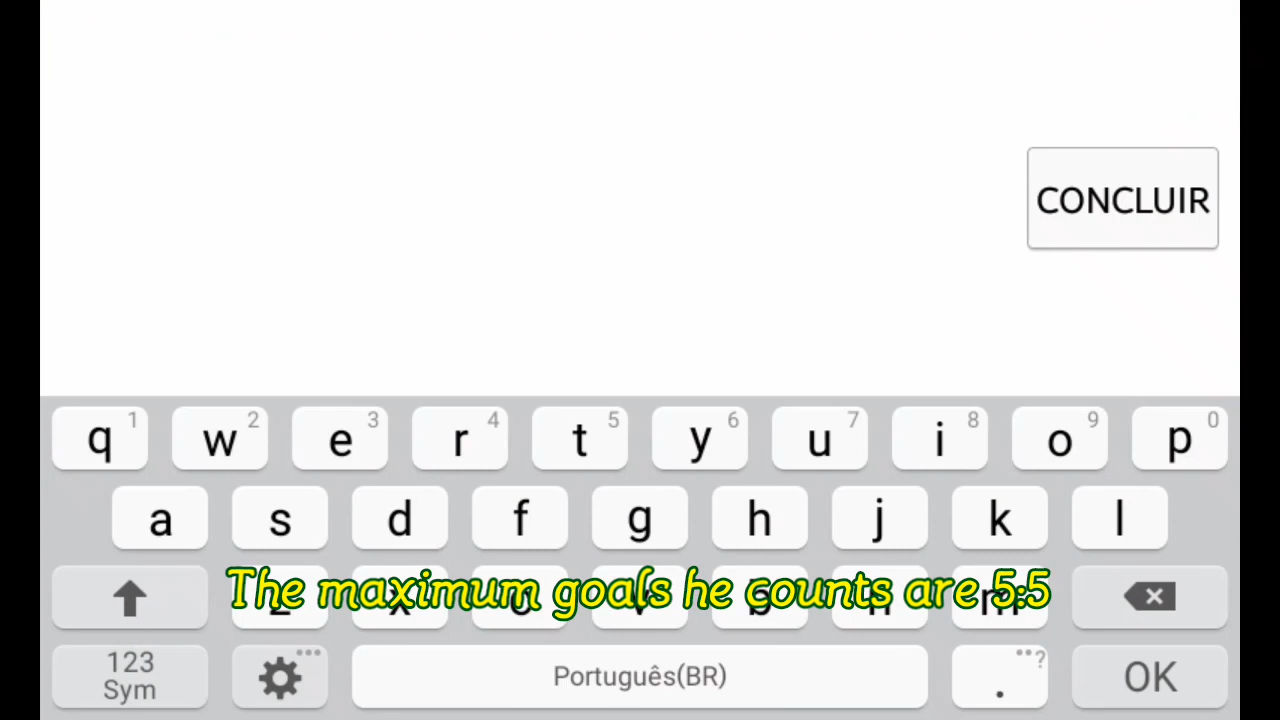 CONCLUIR
q 1 w 2 e 3 r 4 t 5 y 6 u 7 i 8 o 9 p 0
a s d f g h j k l
The maximum goals he counts are 5:5
z x c v b n m
123 Sym Português(BR) . ? OK